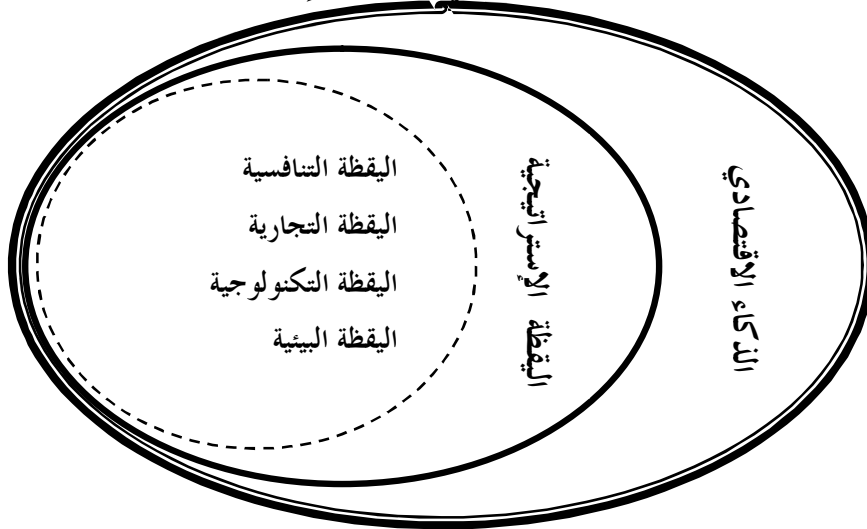 اليقظة التنافسية
اليقظة التجارية
اليقظة التكنولوجية
اليقظة البيئية
اليقظة الإستراتيجية
الذكاء الاقتصادي